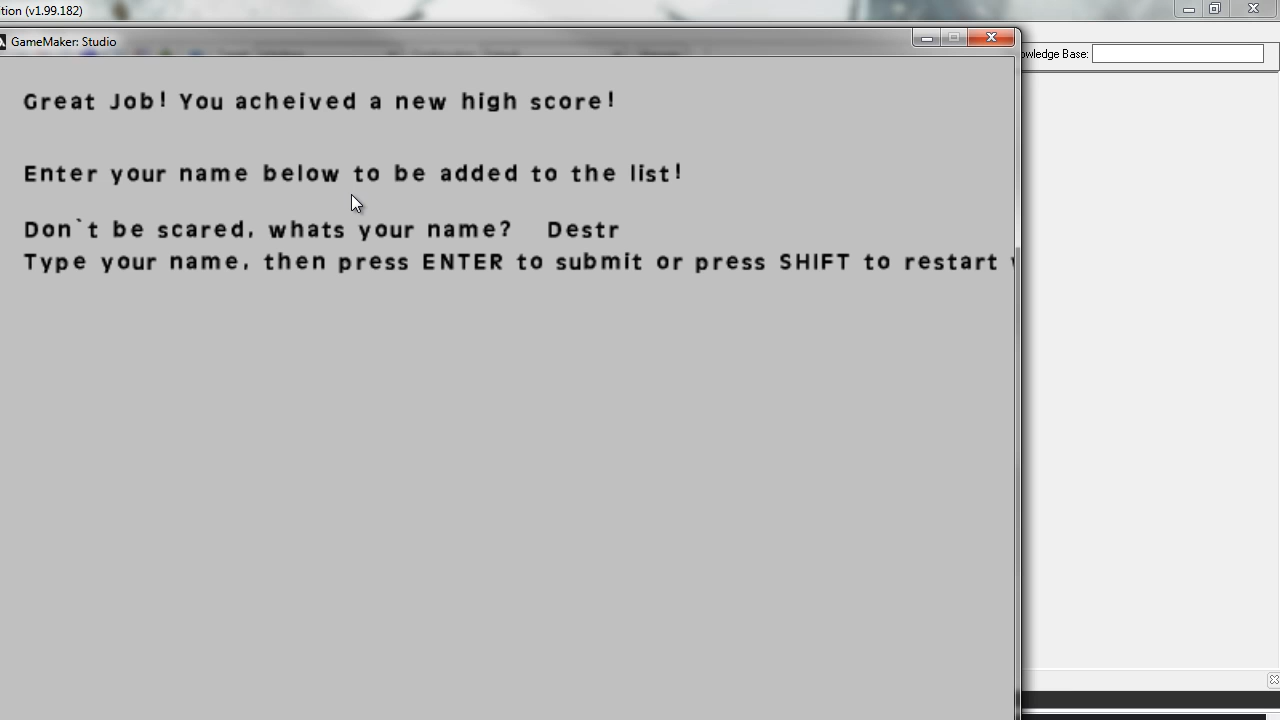 tion (v1.99.182)
GameMaker: Studio
owledge Base:
Great Job! You acheived a new high score!
Enter your name below to be added to the list!
Don`t be scared, whats your name? Destr
Type your name, then press ENTER to submit or press SHIFT to restart